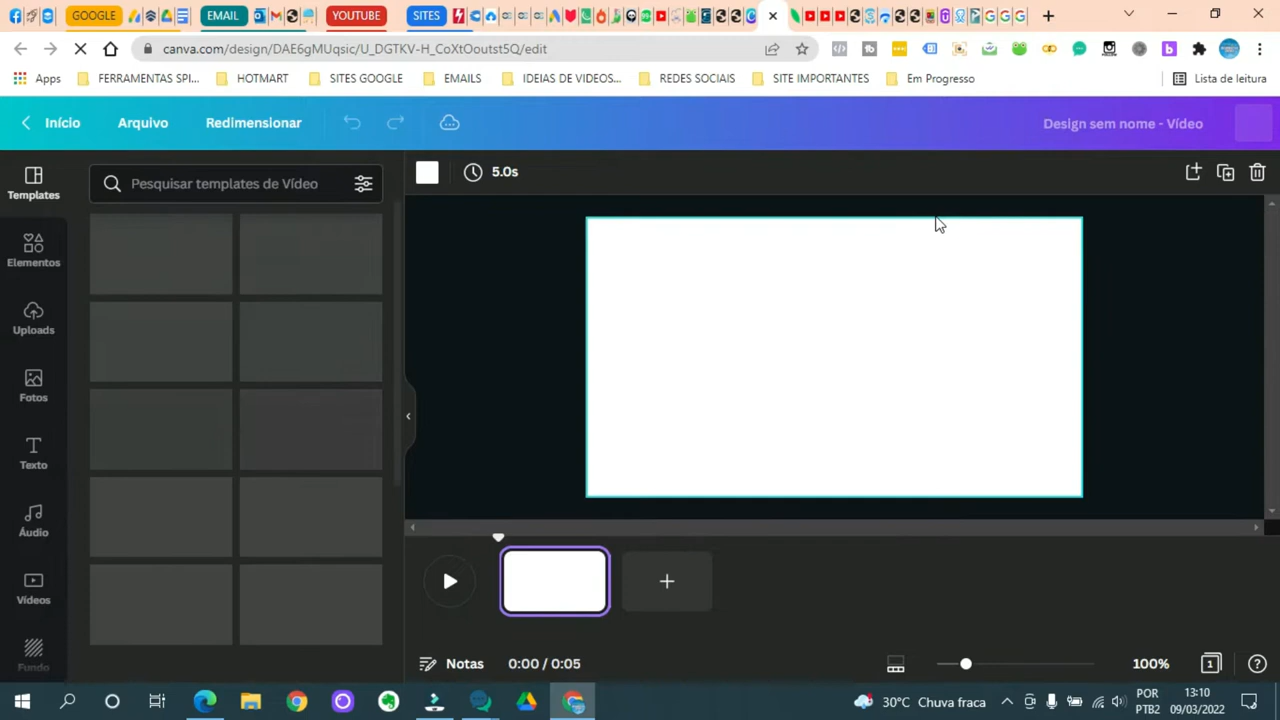 GOOGLE
EMAIL
YOUTUBE
SITES
canva.com/design/DAE6gMUqsic/U_DGTKV-H_CoXtOoutst5Q/edit
Apps
FERRAMENTAS SPI...
HOTMART
SITES GOOGLE
EMAILS
IDEIAS DE VIDEOS...
REDES SOCIAIS
SITE IMPORTANTES
Em Progresso
Lista de leitura
Início
Arquivo
Redimensionar
Design sem nome - Vídeo
Templates
Pesquisar templates de Vídeo
5.0s
Elementos
Uploads
Fotos
Texto
Áudio
Vídeos
Fundo
Notas
0:00 / 0:05
100%
1
30°C Chuva fraca
POR
PTB2
13:10
09/03/2022